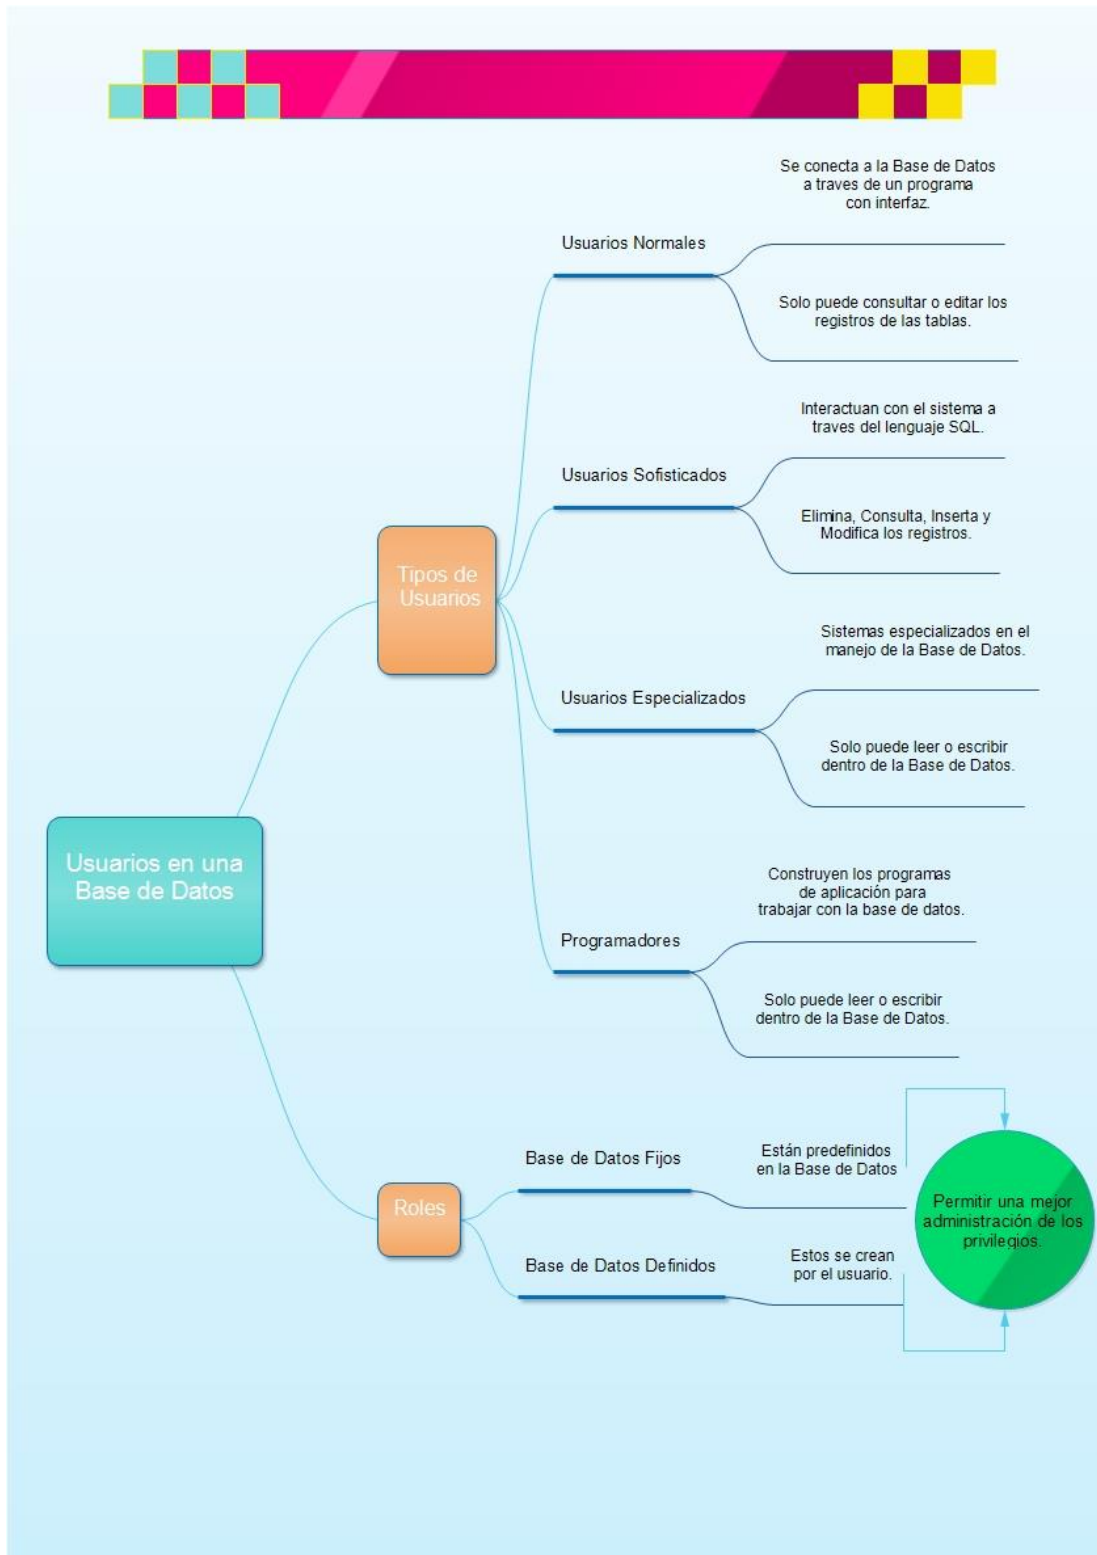 Se conecta a la Base de Datos
a traves de un programa
con interfaz.
Usuarios Normales
Solo puede consultar o editar los
registros de las tablas.
Interactuan con el sistema a
traves del lenguaje SQL.
Usuarios Sofisticados
Elimina, Consulta, Inserta y
Modifica los registros.
Tipos de
Usuarios
Sistemas especializados en el
manejo de la Base de Datos.
Usuarios Especializados
Solo puede leer o escribir
dentro de la Base de Datos.
Usuarios en una
Base de Datos
Construyen los programas
de aplicación para
trabajar con la base de datos.
Programadores
Solo puede leer o escribir
dentro de la Base de Datos.
Base de Datos Fijos
Están predefinidos
en la Base de Datos
Roles
Permitir una mejor
administración de los
privilegios.
Base de Datos Definidos
Estos se crean
por el usuario.